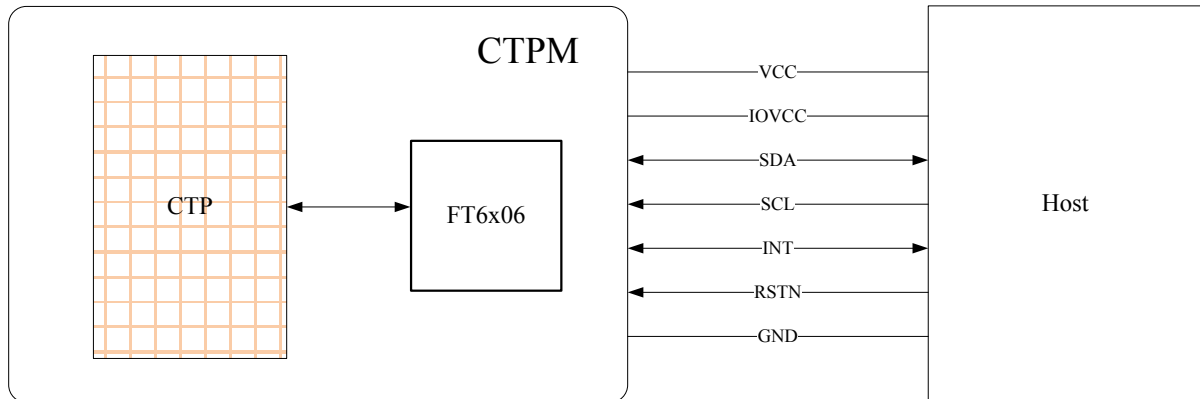 CTPM
CTP
FT6x06
VCC
IOVCC
SDA
SCL
INT
RSTN
GND
Host